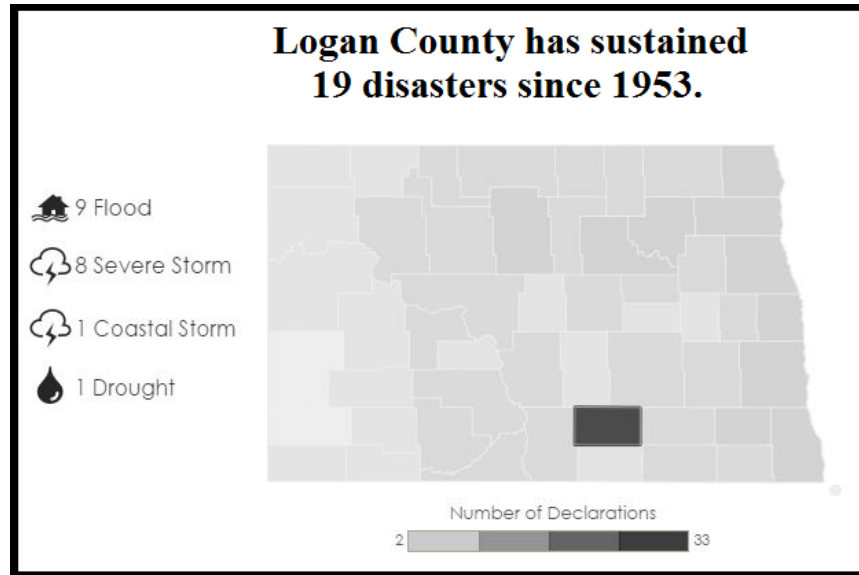 Logan County has sustained
19 disasters since 1953.
9 Flood
8 Severe Storm
1 Coastal Storm
1 Drought
Number of Declarations
2
33